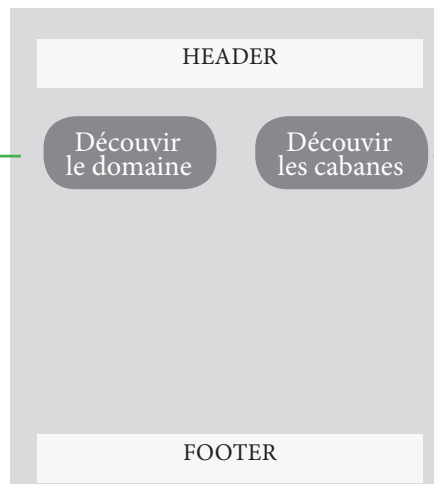 HEADER
Découvir
le domaine
Découvir
les cabanes
FOOTER